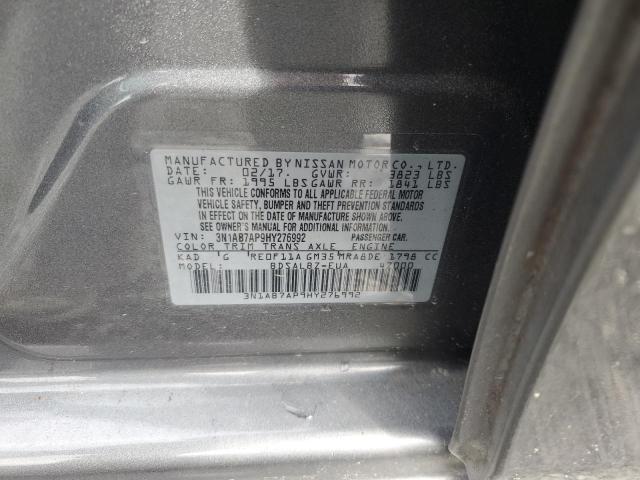 MANUFACTURED BY NISSAN MOTOR CO., LTD.
DATE: 02/17. GVWR: 3823 LBS
GAWR FR: 1995 LBS GAWR RR: 1841 LBS
THIS VEHICLE CONFORMS TO ALL APPLICABLE FEDERAL MOTOR
VEHICLE SAFETY, BUMPER AND THEFT PREVENTION STANDARDS
IN EFFECT ON THE DATE OF MANUFACTURE SHOWN ABOVE.
SEE OWNER'S MANUAL FOR ADDITIONAL INFORMATION.
VIN: 3N1AB7AP9HY276992 PASSENGER CAR.
COLOR TRIM TRANS AXLE ENGINE
KAD G RE0F11A GM35 MRA8DE 1798 CC
BDSALBZ-EUA 47000
3N1AB7AP9HY276992